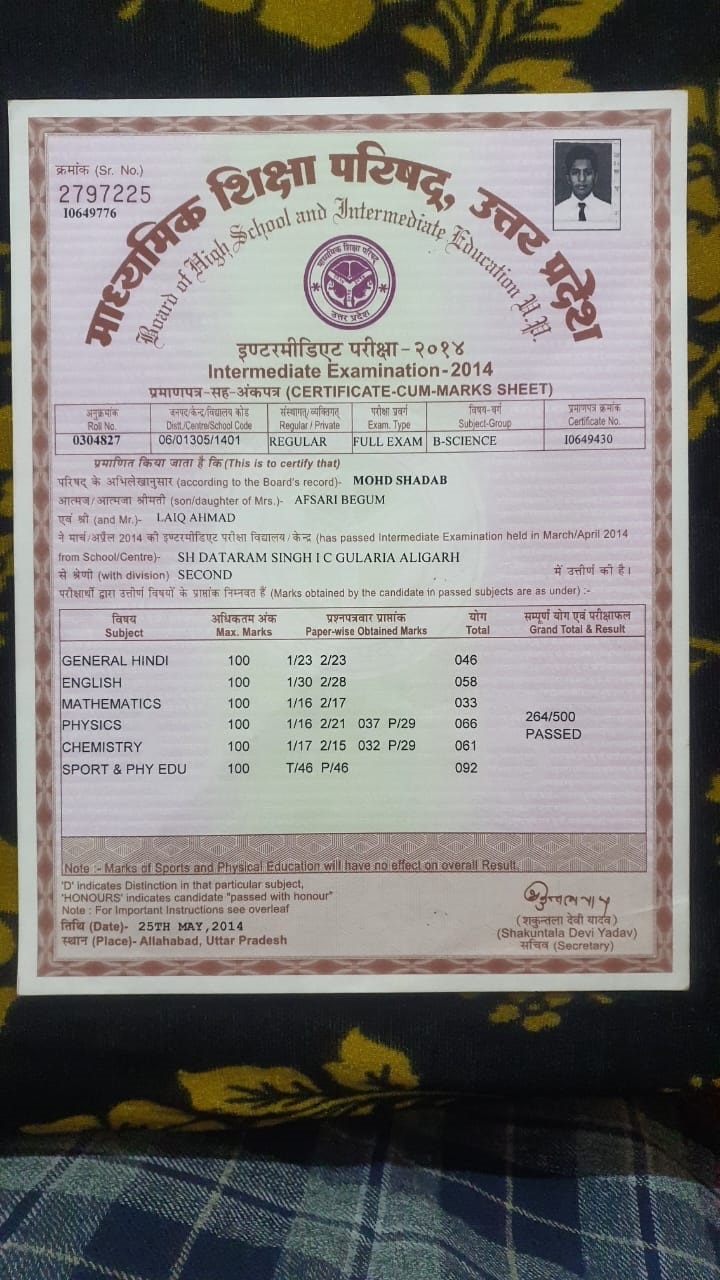 क्रमांक (Sr. No.)
2797225
I0649776
माध्यमिक शिक्षा परिषद्, उत्तर प्रदेश
Board of High School and Intermediate Education U.P.
माध्यमिक शिक्षा परिषद्
उत्तर प्रदेश
इण्टरमीडिएट परीक्षा-२०१४
Intermediate Examination-2014
प्रमाणपत्र-सह-अंकपत्र (CERTIFICATE-CUM-MARKS SHEET)
अनुक्रमांक जनपद/केन्द्र/विद्यालय कोड संस्थागत/व्यक्तिगत परीक्षा प्रवर्ग विषय-वर्ग प्रमाणपत्र क्रमांक
Roll No. Distt./Centre/School Code Regular / Private Exam. Type Subject-Group Certificate No.
0304827 06/01305/1401 REGULAR FULL EXAM B-SCIENCE I0649430
प्रमाणित किया जाता है कि (This is to certify that)
परिषद् के अभिलेखानुसार (according to the Board's record)- MOHD SHADAB
आत्मज/आत्मजा श्रीमती (son/daughter of Mrs.)- AFSARI BEGUM
एवं श्री (and Mr.)- LAIQ AHMAD
ने मार्च/अप्रैल 2014 की इण्टरमीडिएट परीक्षा विद्यालय/केन्द्र (has passed Intermediate Examination held in March/April 2014
from School/Centre)- SH DATARAM SINGH I C GULARIA ALIGARH
से श्रेणी (with division) SECOND में उत्तीर्ण की है।
परीक्षार्थी द्वारा उत्तीर्ण विषयों के प्राप्तांक निम्नवत हैं (Marks obtained by the candidate in passed subjects are as under) :-
विषय अधिकतम अंक प्रश्नपत्रवार प्राप्तांक योग सम्पूर्ण योग एवं परीक्षाफल
Subject Max. Marks Paper-wise Obtained Marks Total Grand Total & Result
GENERAL HINDI 100 1/23 2/23 046
ENGLISH 100 1/30 2/28 058
MATHEMATICS 100 1/16 2/17 033
PHYSICS 100 1/16 2/21 037 P/29 066
264/500
PASSED
CHEMISTRY 100 1/17 2/15 032 P/29 061
SPORT & PHY EDU 100 T/46 P/46 092
Note :- Marks of Sports and Physical Education will have no effect on overall Result.
'D' indicates Distinction in that particular subject,
'HONOURS' indicates candidate "passed with honour"
Note : For Important Instructions see overleaf
तिथि (Date)- 25TH MAY,2014
स्थान (Place)- Allahabad, Uttar Pradesh
(शकुन्तला देवी यादव)
(Shakuntala Devi Yadav)
सचिव (Secretary)